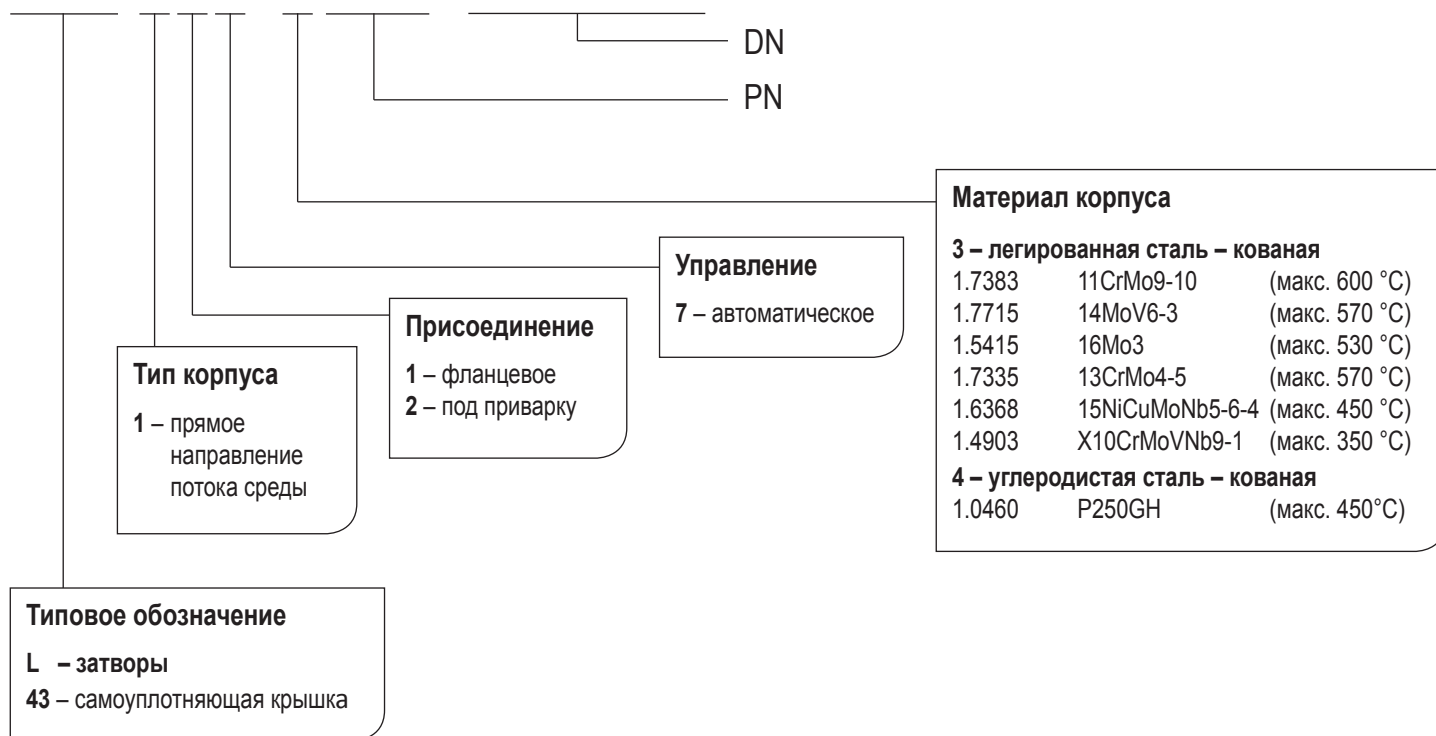 DN
PN
Материал корпуса
3 – легированная сталь – кованая
1.7383 11CrMo9-10 (макс. 600 °C)
1.7715 14MoV6-3 (макс. 570 °C)
1.5415 16Mo3 (макс. 530 °C)
1.7335 13CrMo4-5 (макс. 570 °C)
1.6368 15NiCuMoNb5-6-4 (макс. 450 °C)
1.4903 X10CrMoVNb9-1 (макс. 350 °C)
4 – углеродистая сталь – кованая
1.0460 P250GH (макс. 450°C)
Управление
7 – автоматическое
Присоединение
1 – фланцевое
2 – под приварку
Тип корпуса
1 – прямое
направление
потока среды
Типовое обозначение
L – затворы
43 – самоуплотняющая крышка